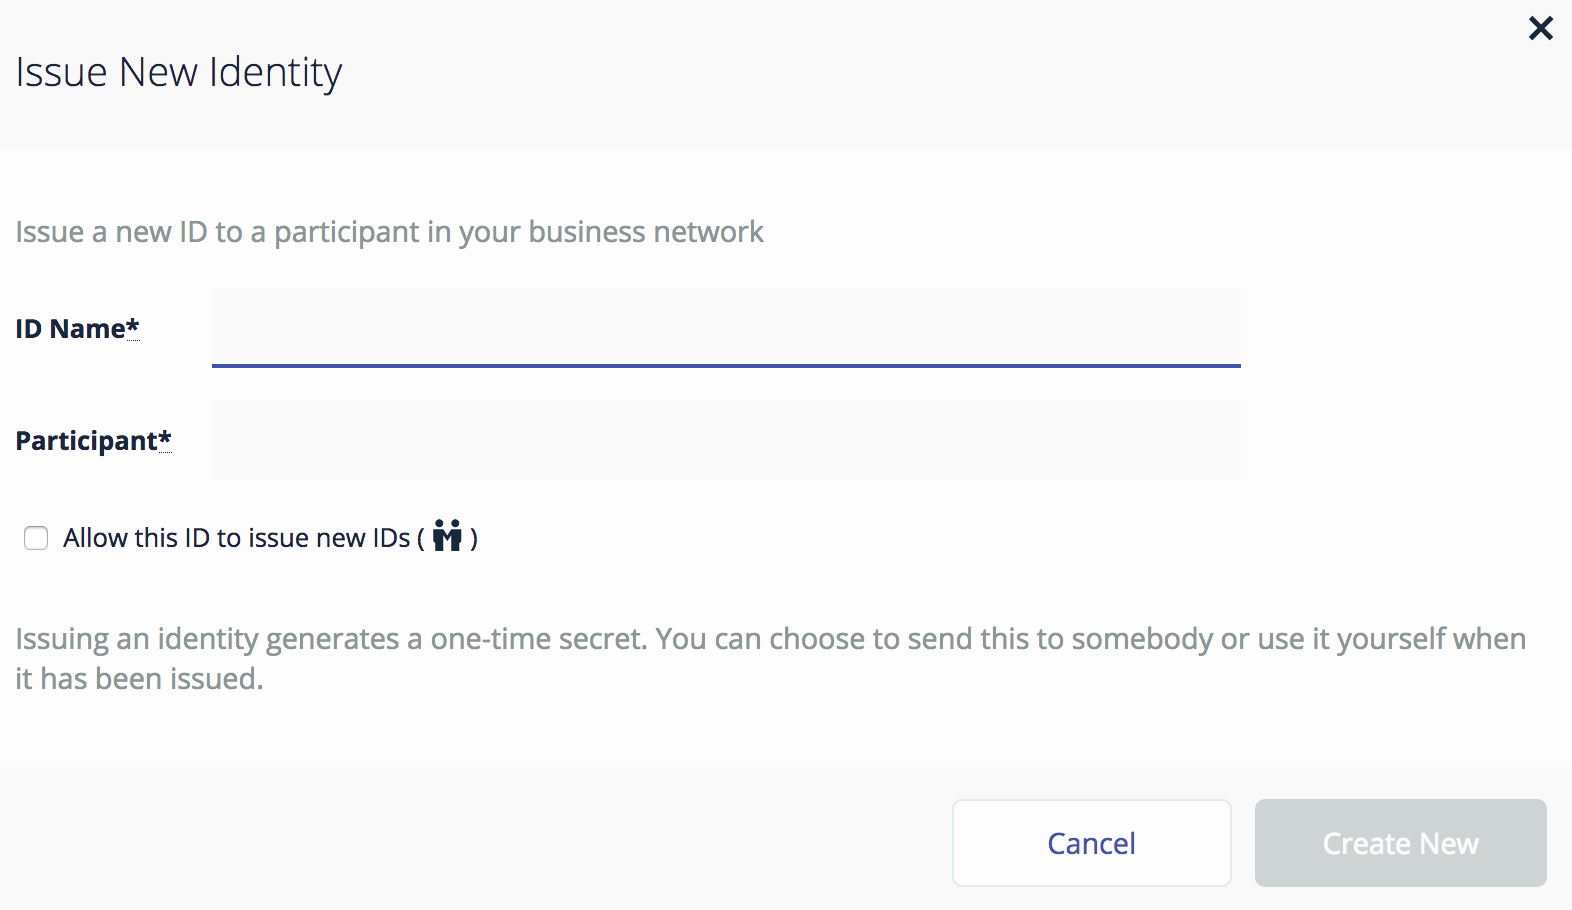 Issue New Identity
Issue a new ID to a participant in your business network
ID Name*
Participant*
Allow this ID to issue new IDs ( )
Issuing an identity generates a one-time secret. You can choose to send this to somebody or use it yourself when
it has been issued.
Cancel
Create New